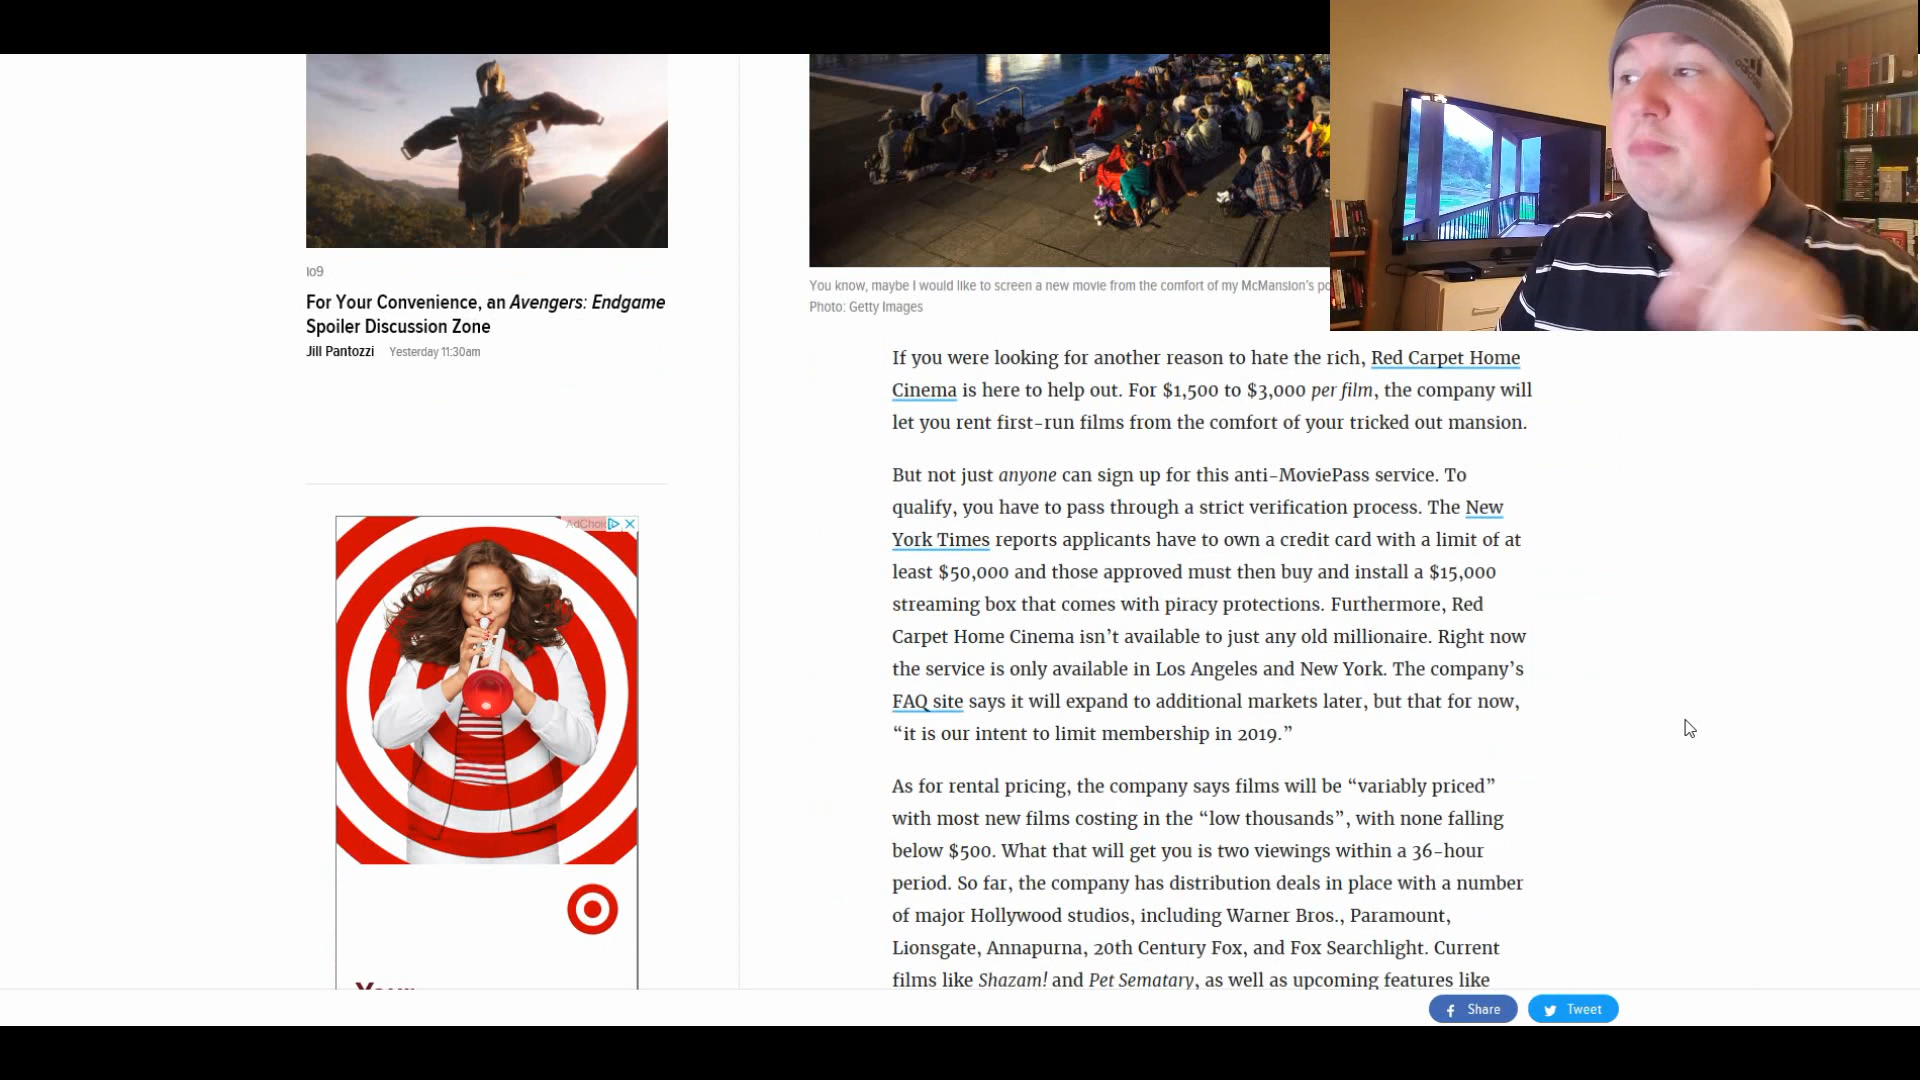 Io9
For Your Convenience, an Avengers: Endgame
Spoiler Discussion Zone
Jill Pantozzi Yesterday 11:30am
You know, maybe I would like to screen a new movie from the comfort of my McMansion's
Photo: Getty Images
If you were looking for another reason to hate the rich, Red Carpet Home
Cinema is here to help out. For $1,500 to $3,000 per film, the company will
let you rent first-run films from the comfort of your tricked out mansion.
But not just anyone can sign up for this anti-MoviePass service. To
qualify, you have to pass through a strict verification process. The New
York Times reports applicants have to own a credit card with a limit of at
least $50,000 and those approved must then buy and install a $15,000
streaming box that comes with piracy protections. Furthermore, Red
Carpet Home Cinema isn't available to just any old millionaire. Right now
the service is only available in Los Angeles and New York. The company's
FAQ site says it will expand to additional markets later, but that for now,
“it is our intent to limit membership in 2019.”
As for rental pricing, the company says films will be “variably priced”
with most new films costing in the “low thousands”, with none falling
below $500. What that will get you is two viewings within a 36-hour
period. So far, the company has distribution deals in place with a number
of major Hollywood studios, including Warner Bros., Paramount,
Lionsgate, Annapurna, 20th Century Fox, and Fox Searchlight. Current
films like Shazam! and Pet Sematary, as well as upcoming features like
Share Tweet